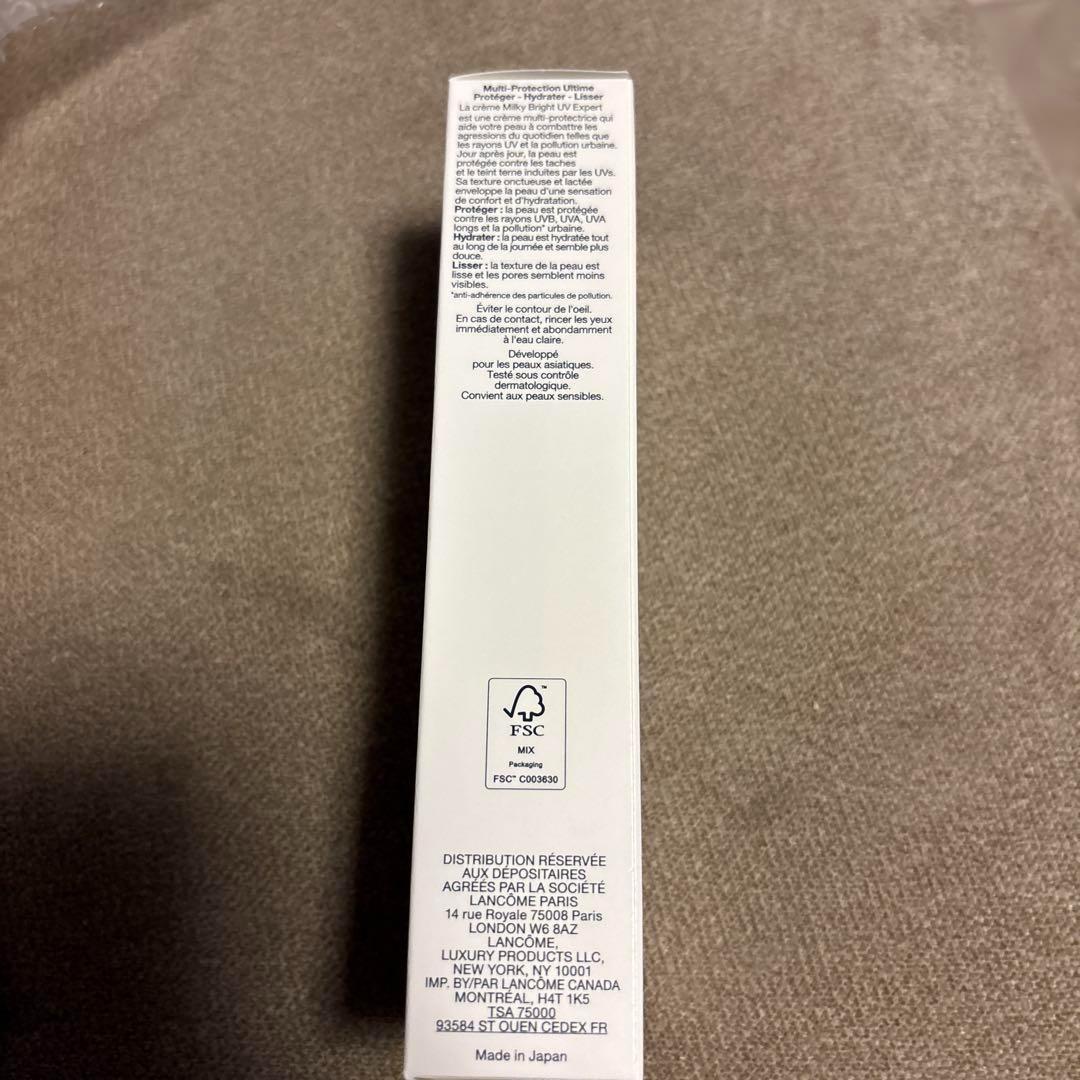 Multi-Protection Ultime
Protéger - Hydrater - Lisser
La crème Milky Bright UV Expert
est une crème multi-protectrice qui
aide votre peau à combattre les
agressions du quotidien telles que
les rayons UV et la pollution urbaine.
Jour après jour, la peau est
protégée contre les taches
et le teint terne induites par les UVs.
Sa texture onctueuse et lactée
enveloppe la peau d'une sensation
de confort et d'hydratation.
Protéger : la peau est protégée
contre les rayons UVB, UVA, UVA
longs et la pollution* urbaine.
Hydrater : la peau est hydratée tout
au long de la journée et semble plus
douce.
Lisser : la texture de la peau est
lisse et les pores semblent moins
visibles.
*anti-adhérence des particules de pollution.
Éviter le contour de l'oeil.
En cas de contact, rincer les yeux
immédiatement et abondamment
à l'eau claire.
Développé
pour les peaux asiatiques.
Testé sous contrôle
dermatologique.
Convient aux peaux sensibles.
TM
FSC
MIX
Packaging
FSC™ C003630
DISTRIBUTION RÉSERVÉE
AUX DÉPOSITAIRES
AGRÉÉS PAR LA SOCIÉTÉ
LANCÔME PARIS
14 rue Royale 75008 Paris
LONDON W6 8AZ
LANCÔME,
LUXURY PRODUCTS LLC,
NEW YORK, NY 10001
IMP. BY/PAR LANCÔME CANADA
MONTRÉAL, H4T 1K5
TSA 75000
93584 ST OUEN CEDEX FR
Made in Japan